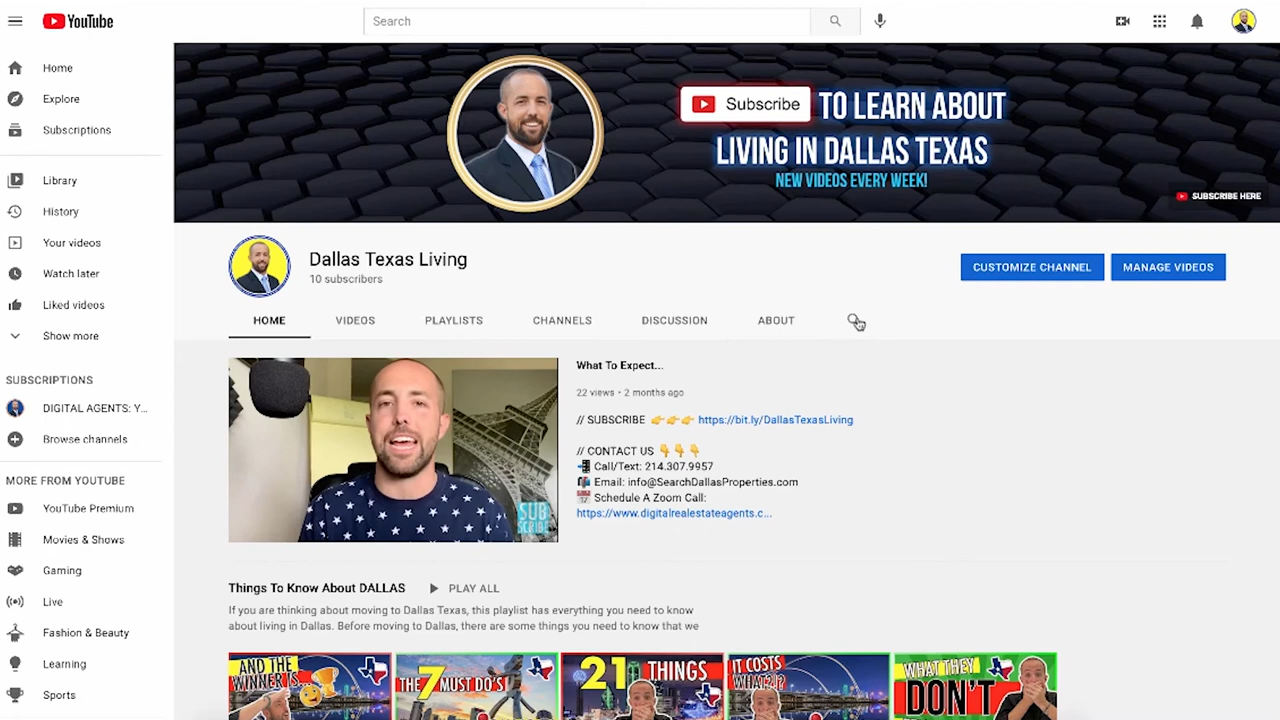 YouTube
Search
Home
Explore
Subscriptions
Library
History
Your videos
Watch later
Liked videos
Show more
SUBSCRIPTIONS
DIGITAL AGENTS: Y...
Browse channels
MORE FROM YOUTUBE
YouTube Premium
Movies & Shows
Gaming
Live
Fashion & Beauty
Learning
Sports
Subscribe TO LEARN ABOUT
LIVING IN DALLAS TEXAS
NEW VIDEOS EVERY WEEK!
SUBSCRIBE HERE
Dallas Texas Living
10 subscribers
CUSTOMIZE CHANNEL
MANAGE VIDEOS
HOME VIDEOS PLAYLISTS CHANNELS DISCUSSION ABOUT
SUB
SCRIBE
What To Expect...
22 views • 2 months ago
// SUBSCRIBE 👉👉👉 https://bit.ly/DallasTexasLiving
// CONTACT US 👇👇👇
📲 Call/Text: 214.307.9957
📬 Email: info@SearchDallasProperties.com
📅 Schedule A Zoom Call:
https://www.digitalrealestateagents.c...
Things To Know About DALLAS
PLAY ALL
If you are thinking about moving to Dallas Texas, this playlist has everything you need to know
about living in Dallas. Before moving to Dallas, there are some things you need to know that we
AND THE
WINNER IS
THE 7 MUST DO'S
21 THINGS
IT COSTS
WHAT?!?
WHAT THEY
DON'T